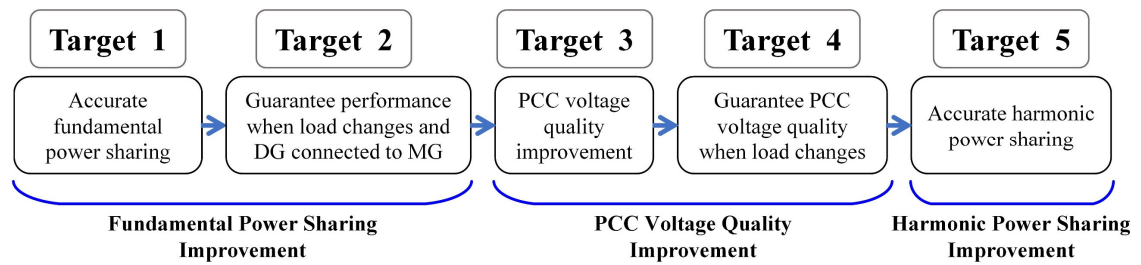 Target 1
Accurate
fundamental
power sharing
Target 2
Guarantee performance
when load changes and
DG connected to MG
Target 3
PCC voltage
quality
improvement
Target 4
Guarantee PCC
voltage quality
when load changes
Target 5
Accurate harmonic
power sharing
Fundamental Power Sharing
Improvement
PCC Voltage Quality
Improvement
Harmonic Power Sharing
Improvement